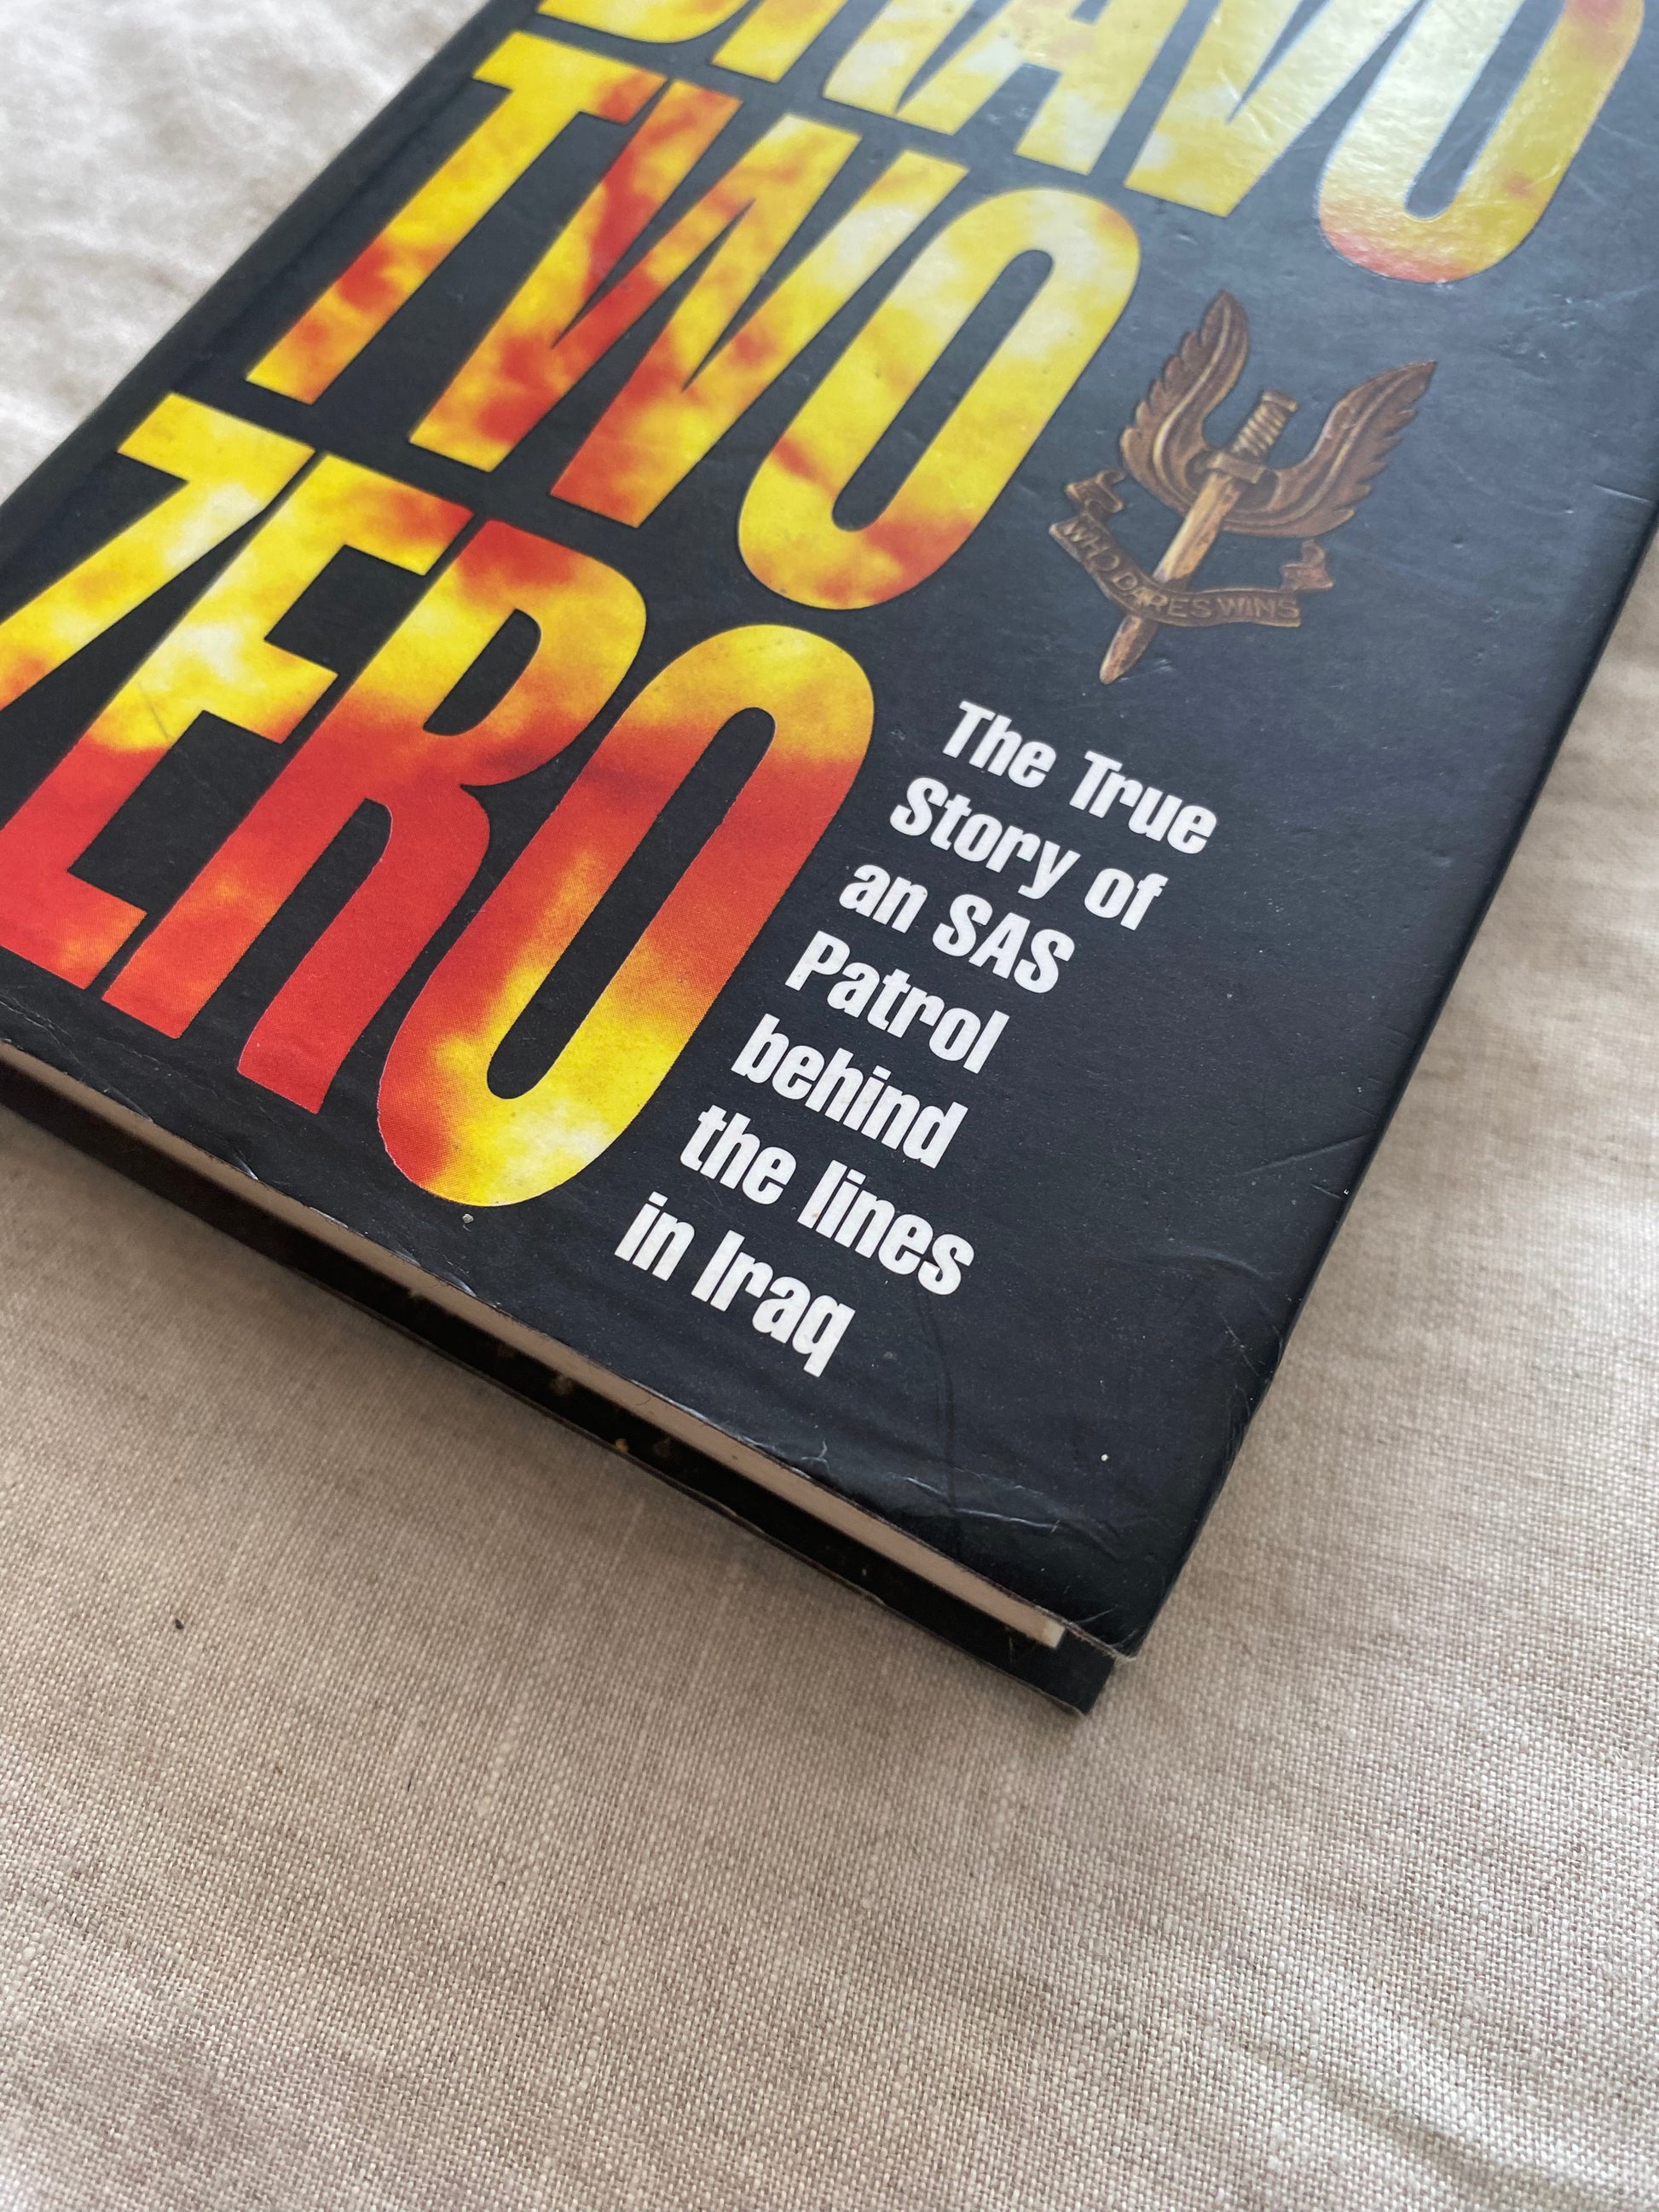 BRAVO
TWO
ZERO
WHO DARES WINS
The True
Story of
an SAS
Patrol
behind
the lines
in Iraq